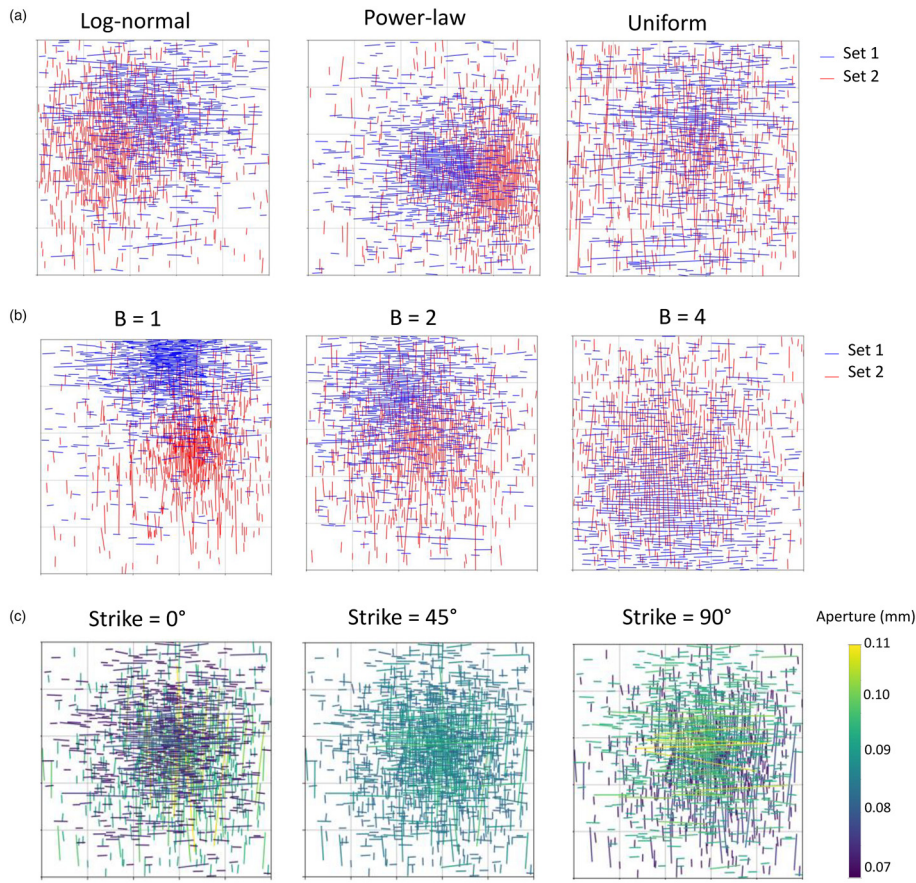 (a)
Log-normal
Power-law
Uniform
Set 1
Set 2
(b)
B = 1
B = 2
B = 4
Set 1
Set 2
(c)
Strike = 0°
Strike = 45°
Strike = 90°
Aperture (mm)
0.11
0.10
0.09
0.08
0.07